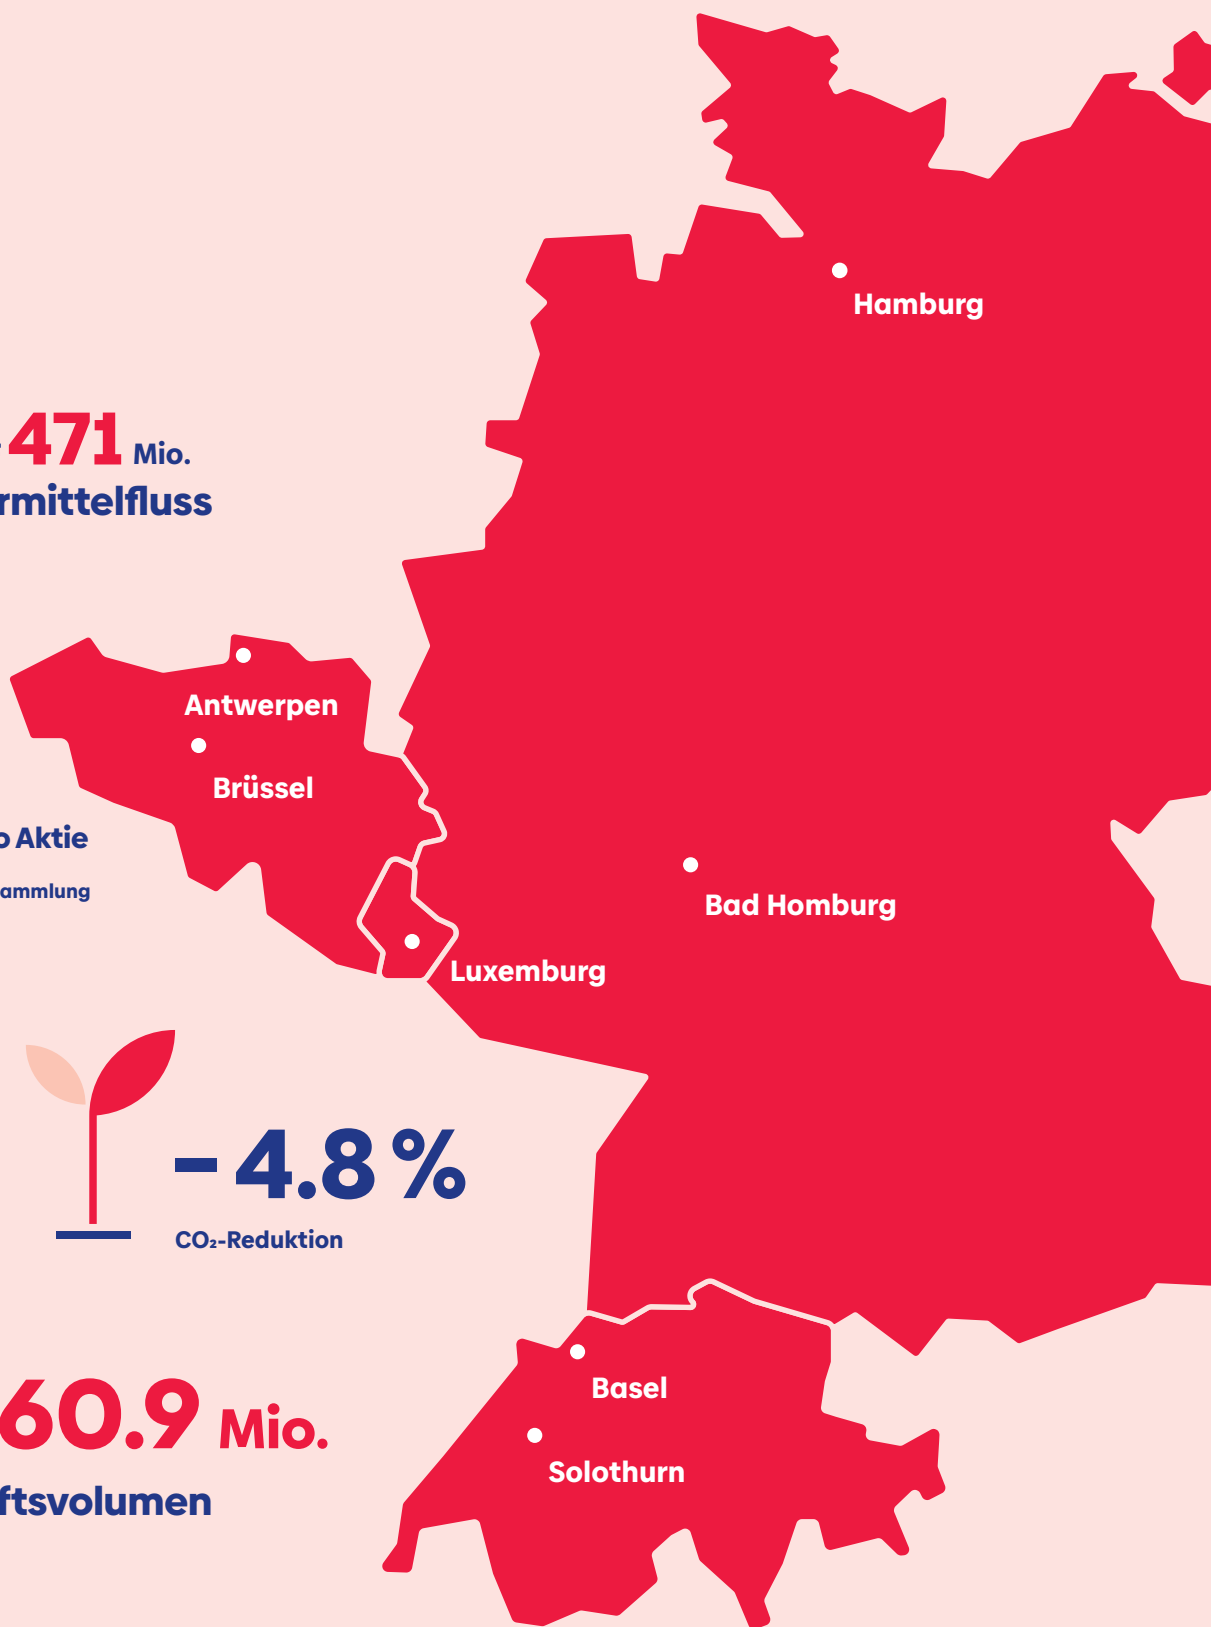 Hamburg
471 Mio.
rmittelfluss
Antwerpen
Brüssel
o Aktie
sammlung
Bad Homburg
Luxemburg
– 4.8 %
CO₂-Reduktion
60.9 Mio.
ftsvolumen
Basel
Solothurn